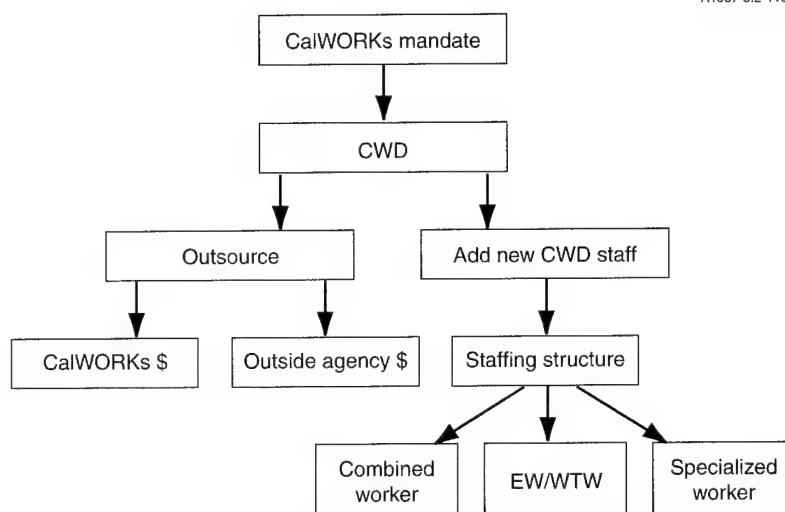 CalWORKs mandate
CWD
Outsource
Add new CWD staff
CalWORKs $
Outside agency $
Staffing structure
Combined
worker
EW/WTW
Specialized
worker